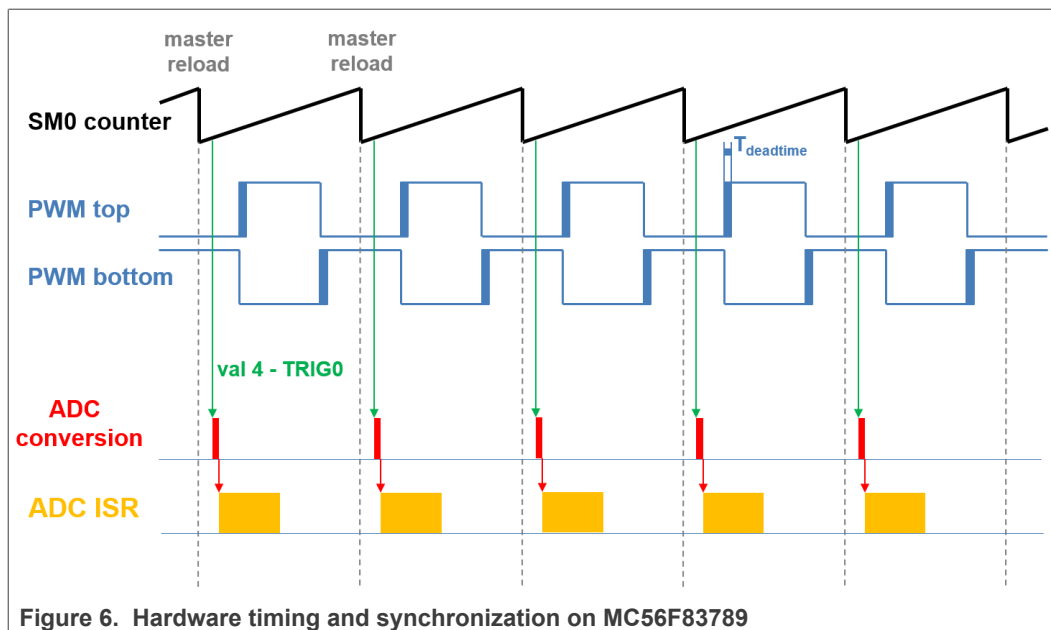 master
reload
master
reload
SM0 counter
Tdeadtime
PWM top
PWM bottom
val 4 - TRIG0
ADC
conversion
ADC ISR
Figure 6. Hardware timing and synchronization on MC56F83789